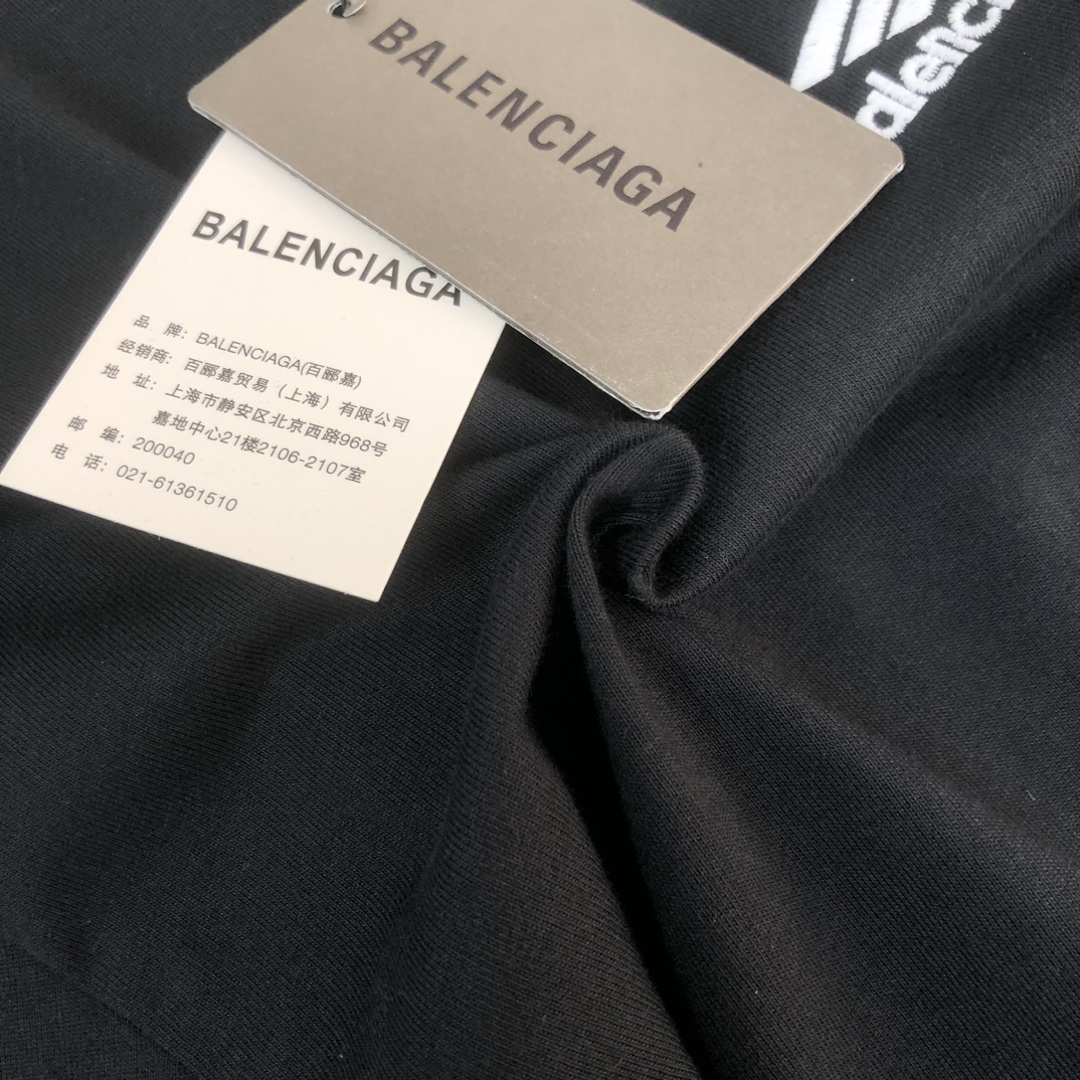 BALENCIAGA
alenci
BALENCIAGA
品 牌: BALENCIAGA(百郦嘉)
经销商: 百郦嘉贸易（上海）有限公司
地 址: 上海市静安区北京西路968号
嘉地中心21楼2106-2107室
邮 编: 200040
电 话: 021-61361510